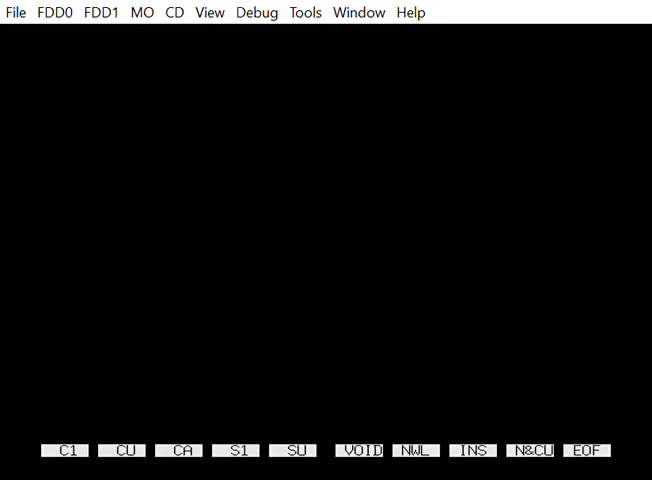 File FDD0 FDD1 MO CD View Debug Tools Window Help
C1 CU CA S1 SU VOID NWL INS N&CU EOF